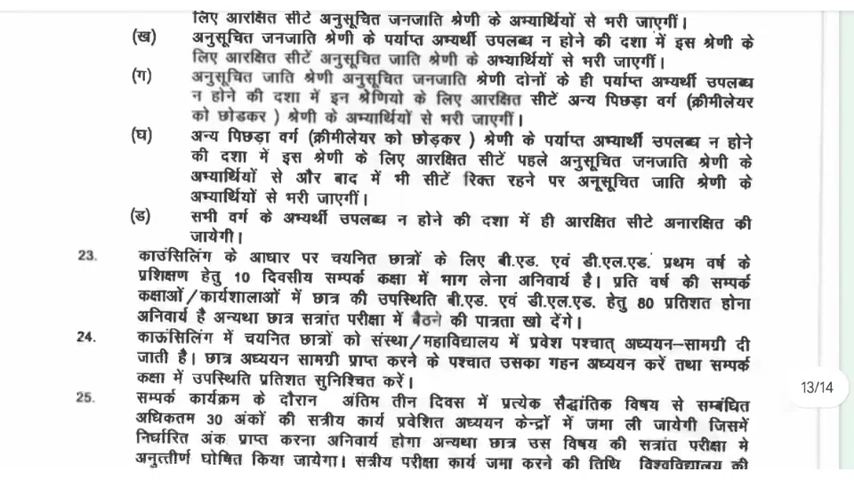 लिए आरक्षित सीटे अनुसूचित जनजाति श्रेणी के अभ्यार्थियों से भरी जाएगीं।
(ख) अनुसूचित जनजाति श्रेणी के पर्याप्त अभ्यर्थी उपलब्ध न होने की दशा में इस श्रेणी के
लिए आरक्षित सीटें अनुसूचित जाति श्रेणी के अभ्यार्थियों से भरी जाएगीं।
(ग) अनुसूचित जाति श्रेणी अनुसूचित जनजाति श्रेणी दोनों के ही पर्याप्त अभ्यर्थी उपलब्ध
न होने की दशा में इन श्रेणियो के लिए आरक्षित सीटें अन्य पिछड़ा वर्ग (क्रीमीलेयर
को छोडकर ) श्रेणी के अभ्यार्थियों से भरी जाएगीं।
(घ) अन्य पिछड़ा वर्ग (क्रीमीलेयर को छोड़कर ) श्रेणी के पर्याप्त अभ्यार्थी उपलब्ध न होने
की दशा में इस श्रेणी के लिए आरक्षित सीटें पहले अनुसूचित जनजाति श्रेणी के
अभ्यार्थियों से और बाद में भी सीटें रिक्त रहने पर अनूसूचित जाति श्रेणी के
अभ्यार्थियों से भरी जाएगीं।
(ड) सभी वर्ग के अभ्यर्थी उपलब्ध न होने की दशा में ही आरक्षित सीटे अनारक्षित की
जायेगी।
23. काउंसिलिंग के आधार पर चयनित छात्रों के लिए बी.एड. एवं डी.एल.एड. प्रथम वर्ष के
प्रशिक्षण हेतु 10 दिवसीय सम्पर्क कक्षा में भाग लेना अनिवार्य है। प्रति वर्ष की सम्पर्क
कक्षाओं/कार्यशालाओं में छात्र की उपस्थिति बी.एड. एवं डी.एल.एड. हेतु 80 प्रतिशत होना
अनिवार्य है अन्यथा छात्र सत्रांत परीक्षा में बैठने की पात्रता खो देंगे।
24. काऊंसिलिंग में चयनित छात्रों को संस्था/महाविद्यालय में प्रवेश पश्चात् अध्ययन–सामग्री दी
जाती है। छात्र अध्ययन सामग्री प्राप्त करने के पश्चात उसका गहन अध्ययन करें तथा सम्पर्क
कक्षा में उपस्थिति प्रतिशत सुनिश्चित करें।
25. सम्पर्क कार्यक्रम के दौरान अंतिम तीन दिवस में प्रत्येक सैद्धांतिक विषय से सम्बंधित
अधिकतम 30 अंकों की सत्रीय कार्य प्रवेशित अध्ययन केन्द्रों में जमा ली जायेगी जिसमें
निर्धारित अंक प्राप्त करना अनिवार्य होगा अन्यथा छात्र उस विषय की सत्रांत परीक्षा मे
अनुत्तीर्ण घोषित किया जायेगा। सत्रीय परीक्षा कार्य जमा करने की तिथि विश्वविद्यालय की
13/14